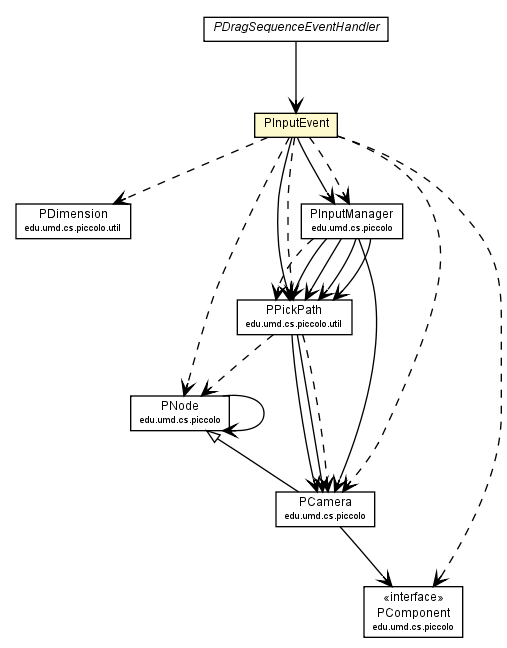 PDragSequenceEventHandler
PInputEvent
PDimension
edu.umd.cs.piccolo.util
PInputManager
edu.umd.cs.piccolo
PPickPath
edu.umd.cs.piccolo.util
PNode
edu.umd.cs.piccolo
PCamera
edu.umd.cs.piccolo
«interface»
PComponent
edu.umd.cs.piccolo